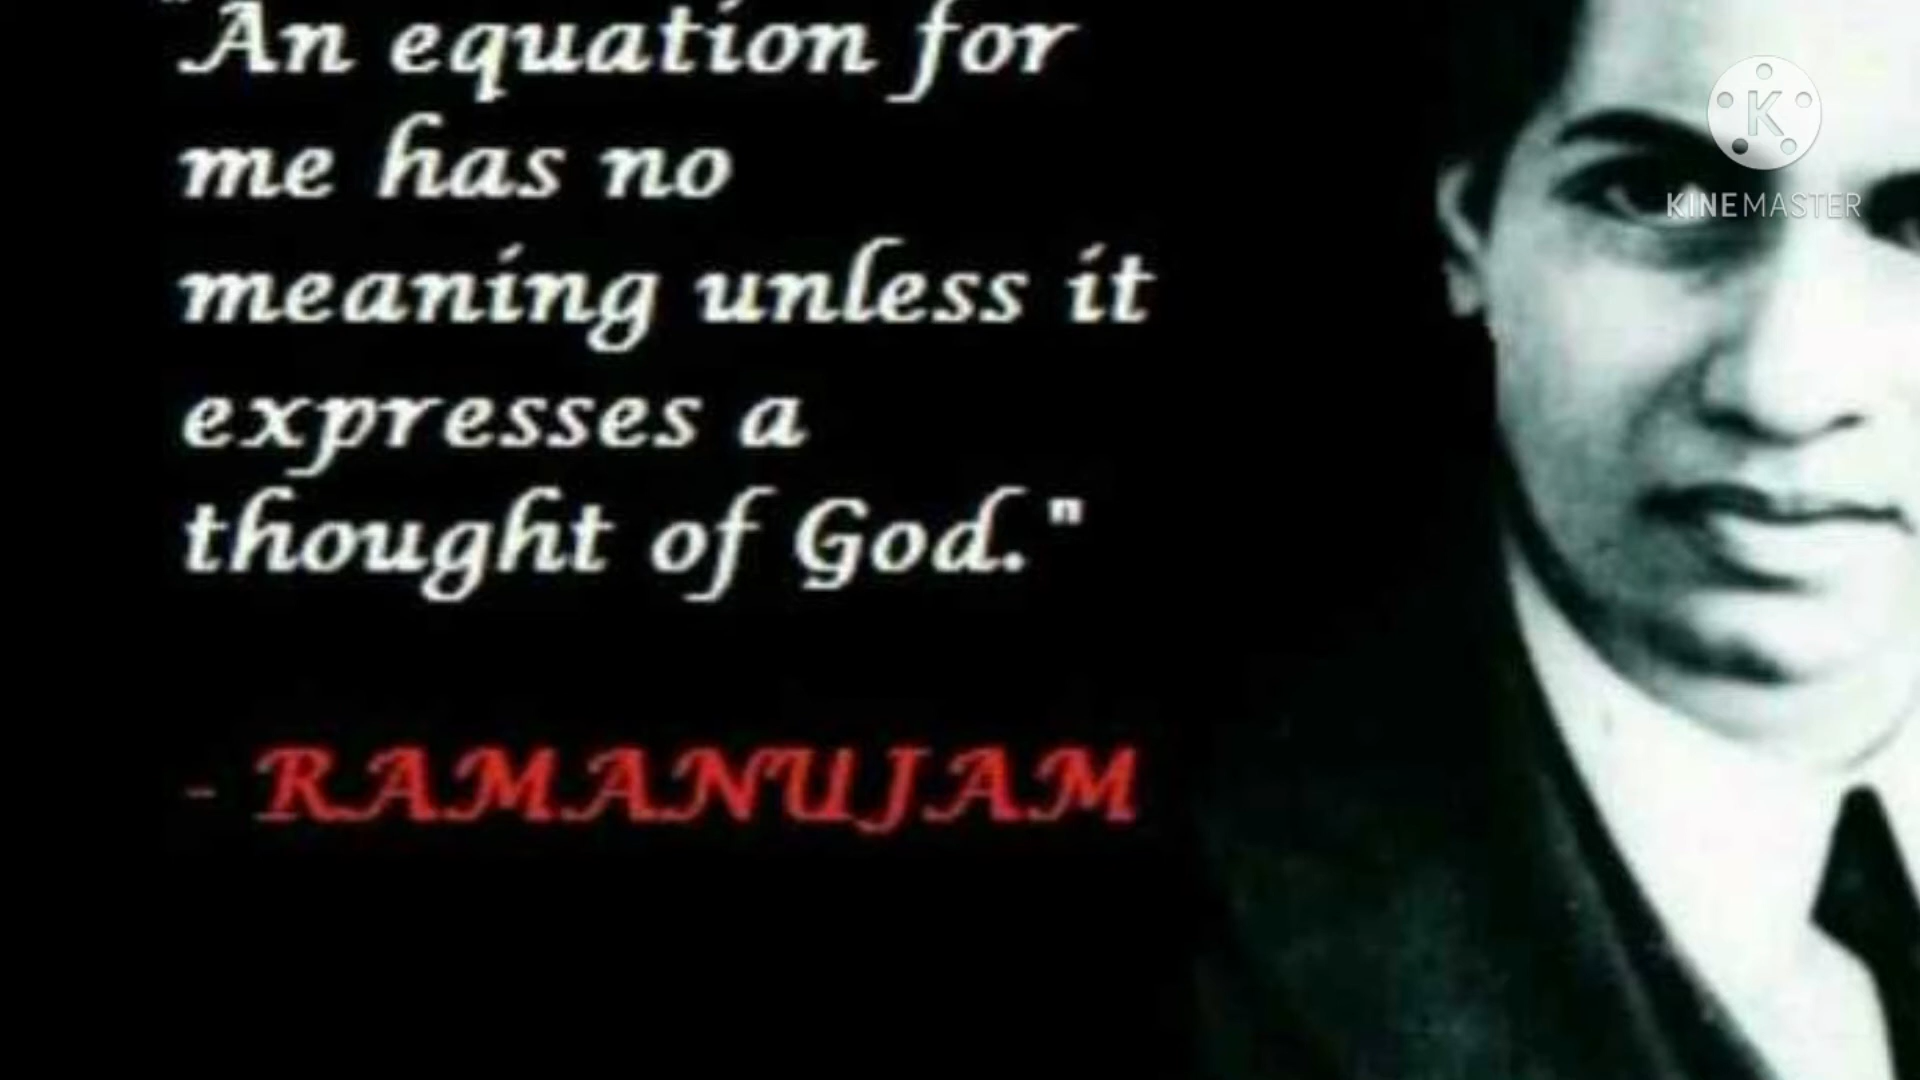 "An equation for
me has no
meaning unless it
expresses a
thought of God."
- RAMANUJAM
K
KINEMASTER